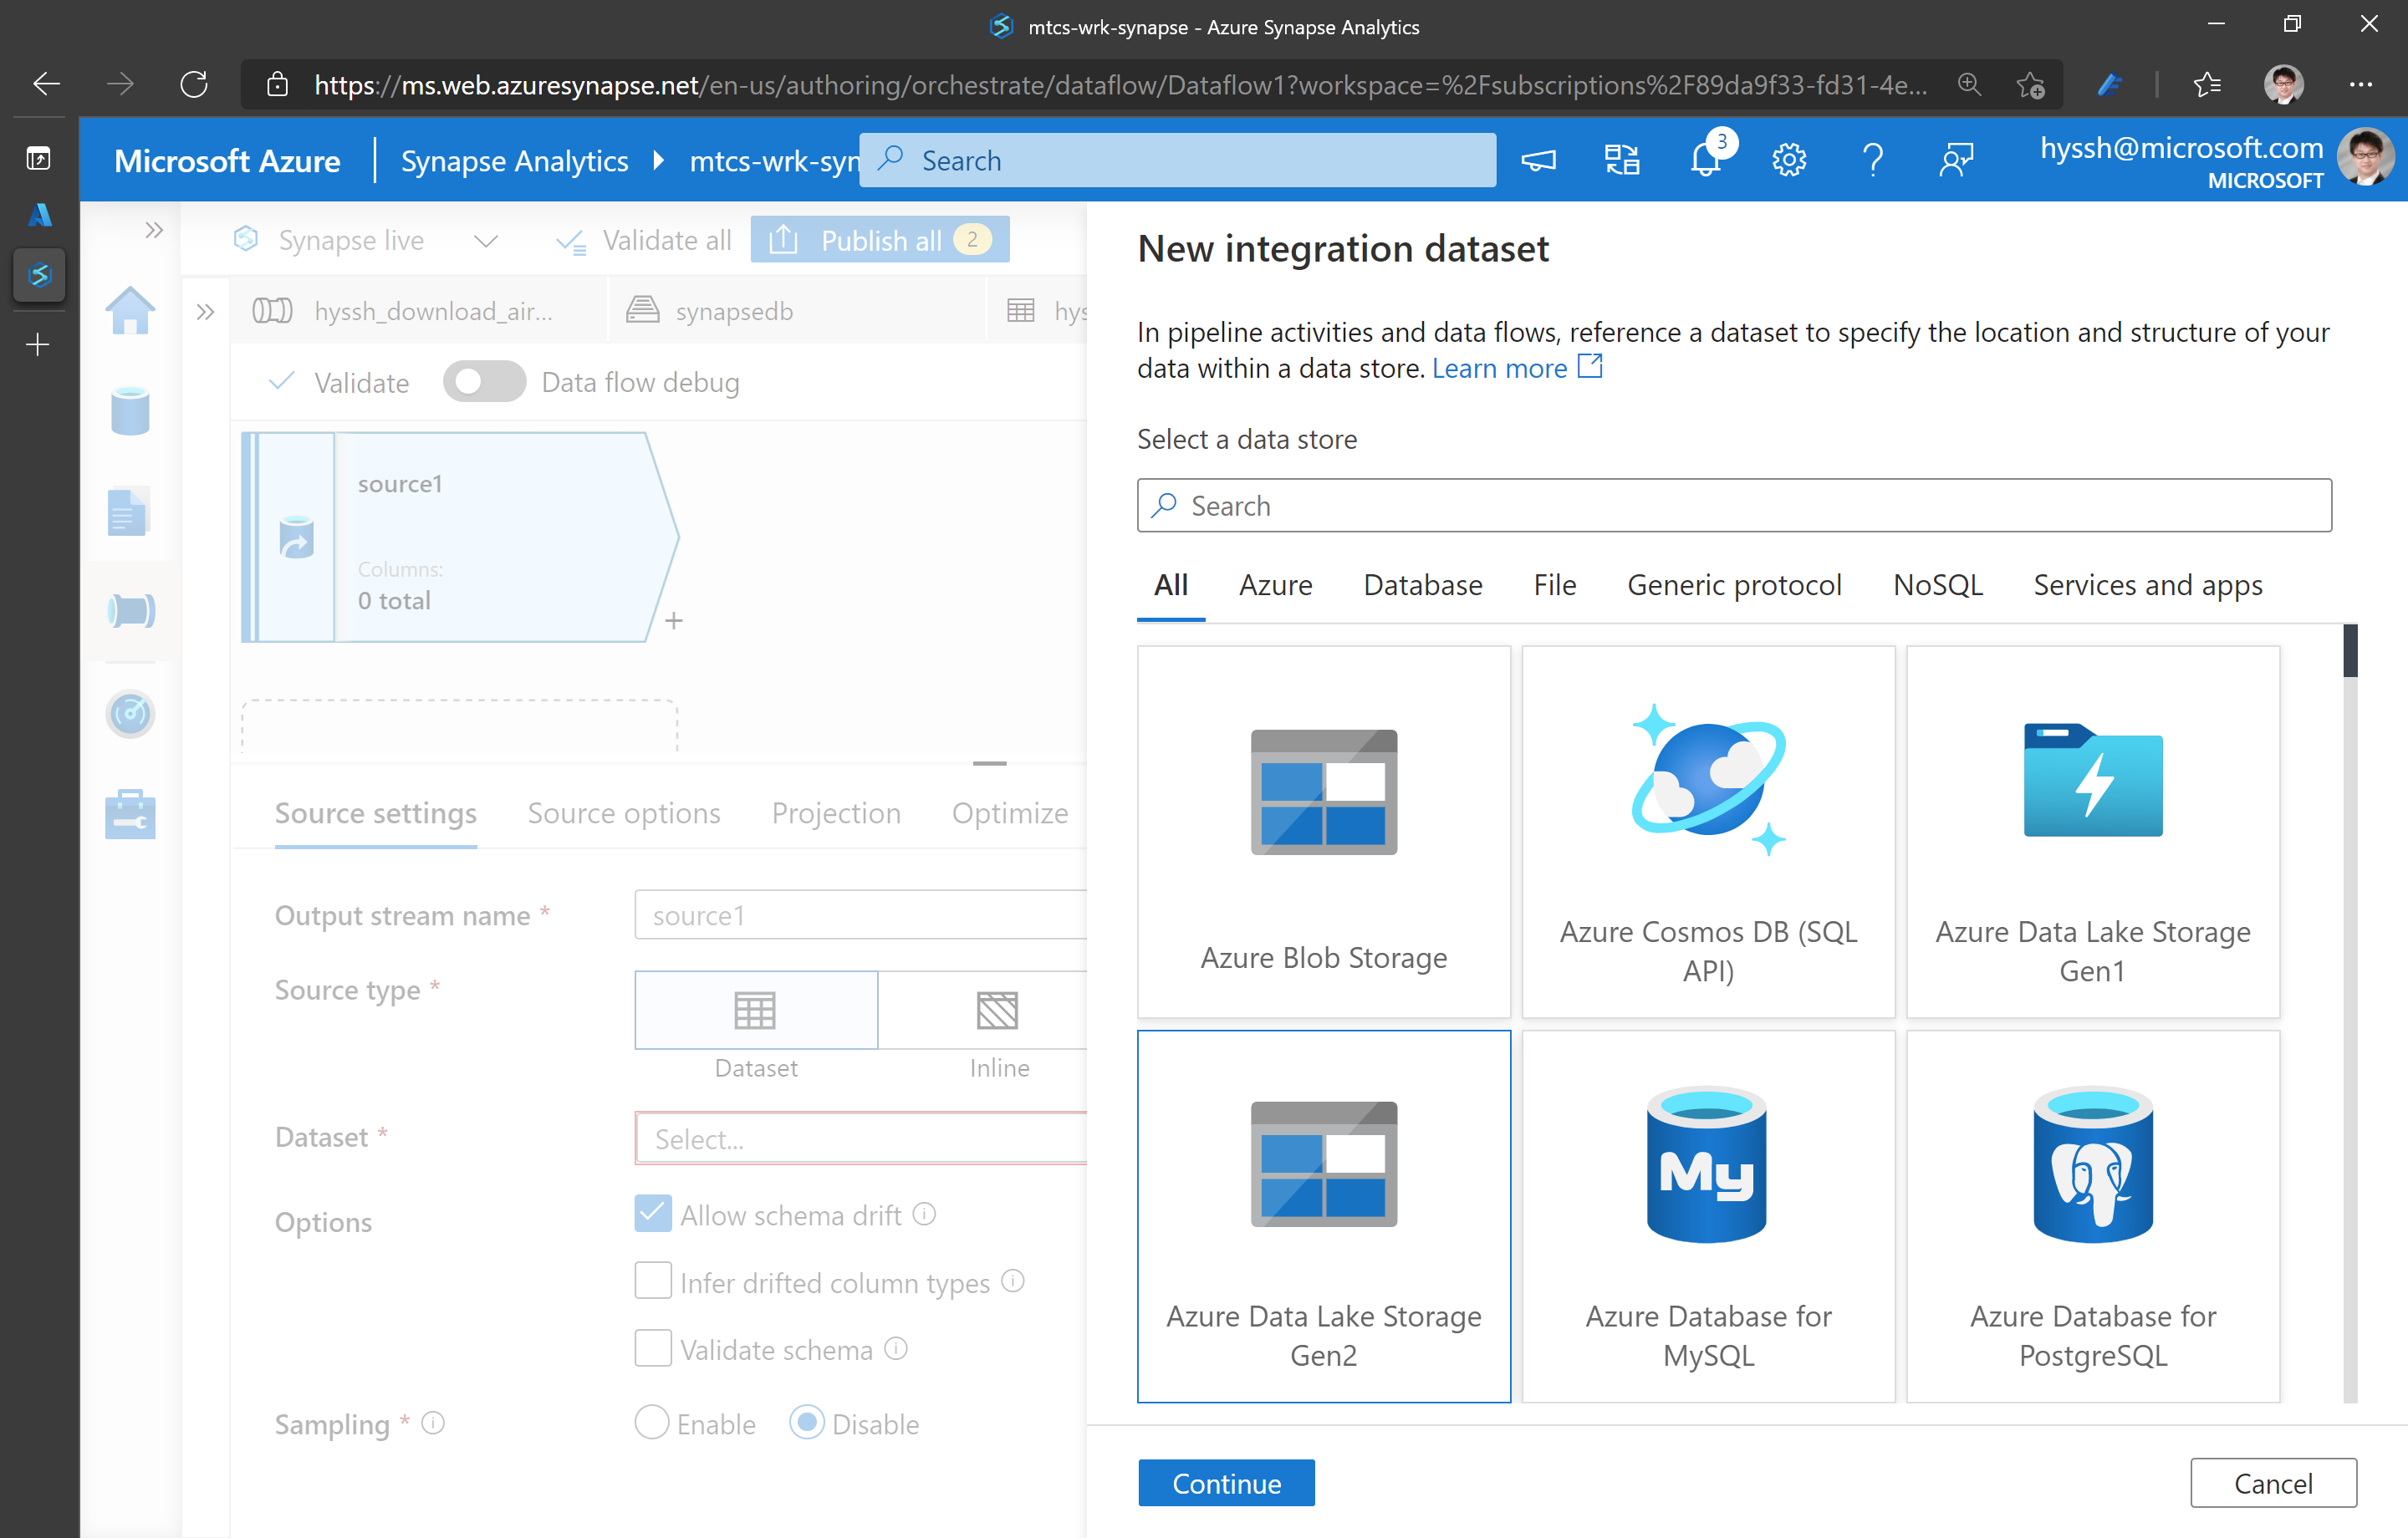 mtcs-wrk-synapse - Azure Synapse Analytics
https://ms.web.azuresynapse.net/en-us/authoring/orchestrate/dataflow/Dataflow1?workspace=%2Fsubscriptions%2F89da9f33-fd31-4e...
Microsoft Azure
Synapse Analytics
mtcs-wrk-syn
Search
3
hyssh@microsoft.com
MICROSOFT
Synapse live
Validate all
Publish all
2
hyssh_download_air...
synapsedb
hys
Validate
Data flow debug
source1
Columns:
0 total
+
Source settings
Source options
Projection
Optimize
Output stream name *
source1
Source type *
Dataset
Inline
Dataset *
Select...
Options
Allow schema drift
Infer drifted column types
Validate schema
Sampling *
Enable
Disable
New integration dataset
In pipeline activities and data flows, reference a dataset to specify the location and structure of your
data within a data store. Learn more
Select a data store
Search
All
Azure
Database
File
Generic protocol
NoSQL
Services and apps
Azure Blob Storage
Azure Cosmos DB (SQL
API)
Azure Data Lake Storage
Gen1
Azure Data Lake Storage
Gen2
My
Azure Database for
MySQL
Azure Database for
PostgreSQL
Continue
Cancel